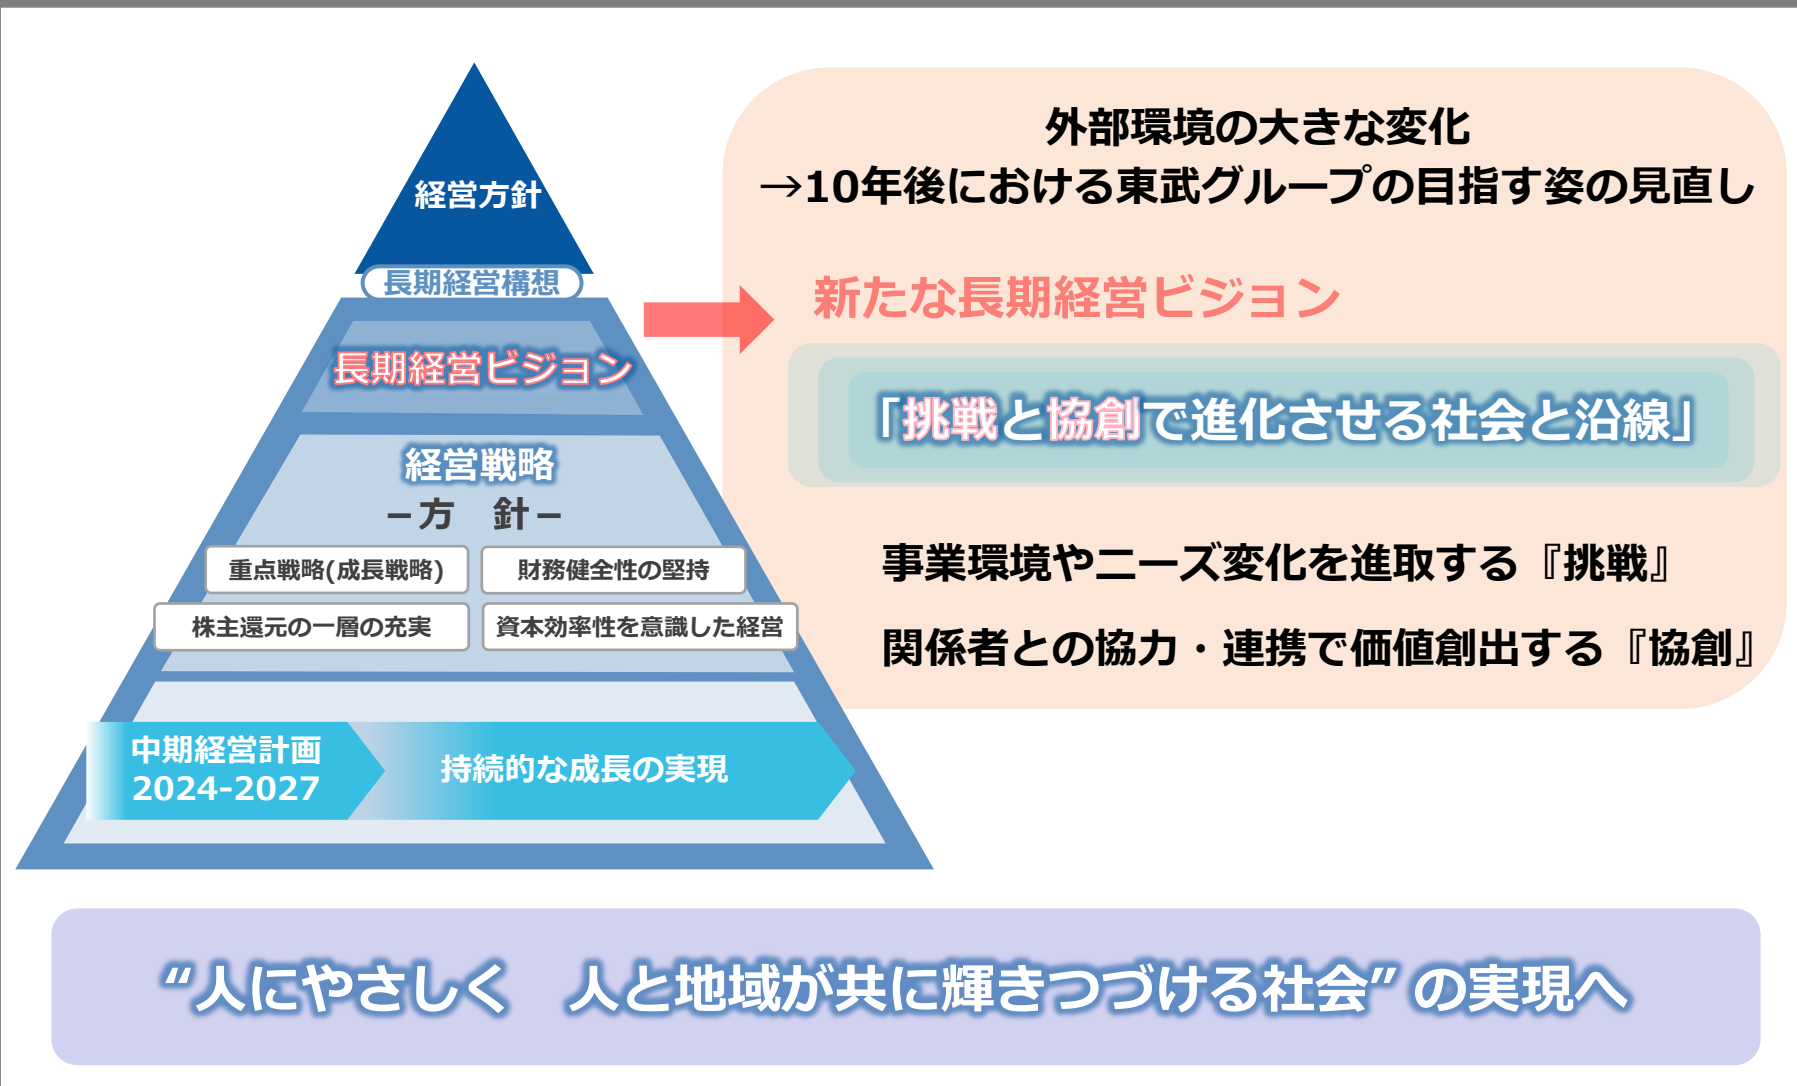 経営方針
長期経営構想
長期経営ビジョン
経営戦略
－方　針－
重点戦略(成長戦略)
財務健全性の堅持
株主還元の一層の充実
資本効率性を意識した経営
中期経営計画
2024-2027
持続的な成長の実現
外部環境の大きな変化
→10年後における東武グループの目指す姿の見直し
新たな長期経営ビジョン
「挑戦と協創で進化させる社会と沿線」
事業環境やニーズ変化を進取する『挑戦』
関係者との協力・連携で価値創出する『協創』
“人にやさしく　人と地域が共に輝きつづける社会” の実現へ